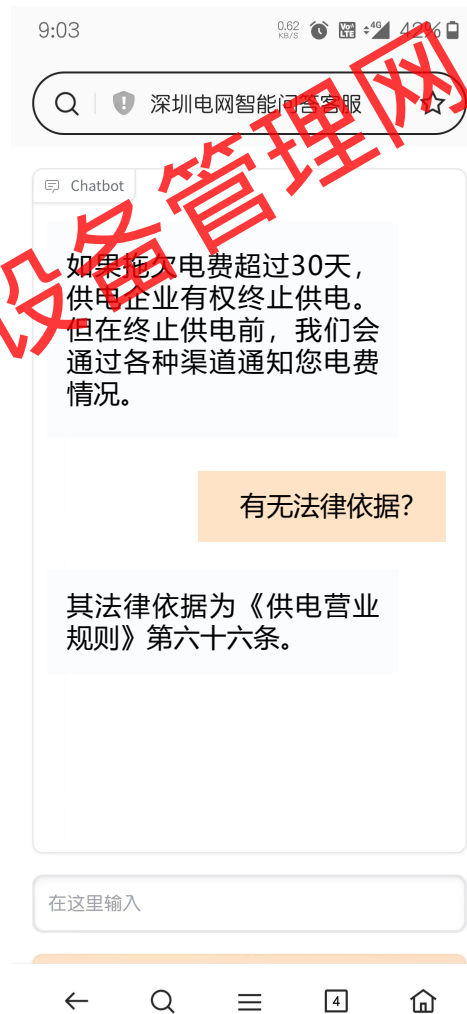 9:03
0.62
KB/S
Vo
LTE
4G
42%
深圳电网智能问答客服
设备管理网
Chatbot
如果拖欠电费超过30天，
供电企业有权终止供电。
但在终止供电前，我们会
通过各种渠道通知您电费
情况。
有无法律依据？
其法律依据为《供电营业
规则》第六十六条。
在这里输入
4